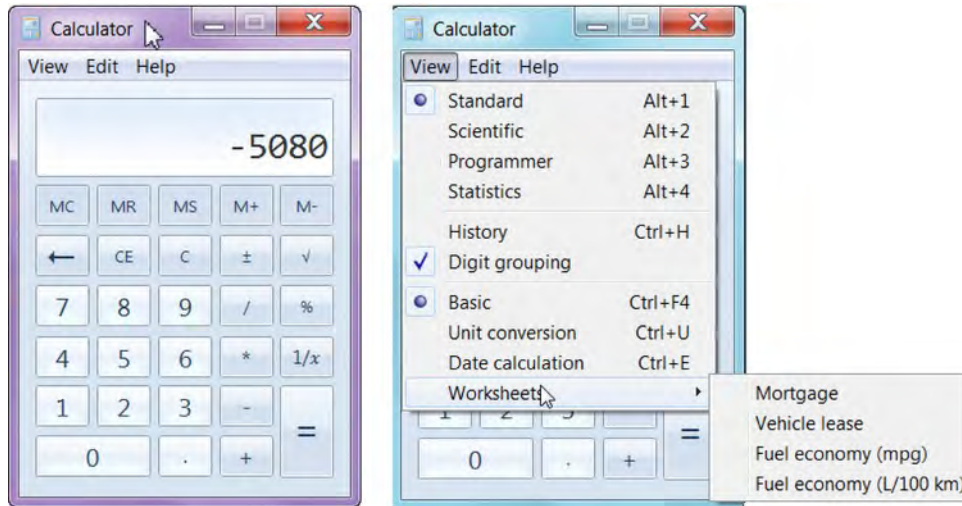 Calculator
View Edit Help
-5080
MC MR MS M+ M-
← CE C ± √
7 8 9 / %
4 5 6 * 1/x
1 2 3 -
0 . + =
Calculator
View Edit Help
Standard Alt+1
Scientific Alt+2
Programmer Alt+3
Statistics Alt+4
History Ctrl+H
Digit grouping
Basic Ctrl+F4
Unit conversion Ctrl+U
Date calculation Ctrl+E
Worksheets
Mortgage
Vehicle lease
Fuel economy (mpg)
Fuel economy (L/100 km)
1 2 3
0 . + =